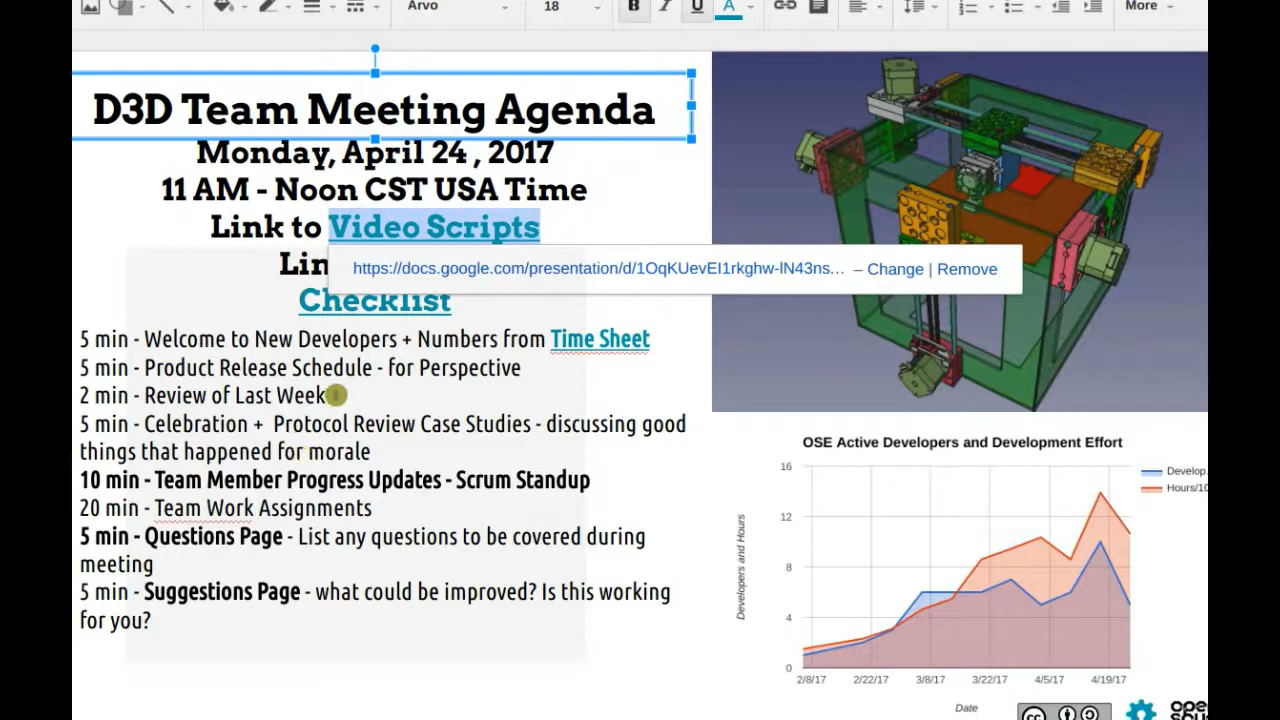 Arvo
18
B I U A
More
D3D Team Meeting Agenda
Monday, April 24 , 2017
11 AM - Noon CST USA Time
Link to Video Scripts
https://docs.google.com/presentation/d/1OqKUevEI1rkghw-lN43ns... – Change | Remove
Checklist
5 min - Welcome to New Developers + Numbers from Time Sheet
5 min - Product Release Schedule - for Perspective
2 min - Review of Last Week
5 min - Celebration + Protocol Review Case Studies - discussing good
things that happened for morale
10 min - Team Member Progress Updates - Scrum Standup
20 min - Team Work Assignments
5 min - Questions Page - List any questions to be covered during
meeting
5 min - Suggestions Page - what could be improved? Is this working
for you?
OSE Active Developers and Development Effort
16
12
8
4
0
Developers and Hours
2/8/17 2/22/17 3/8/17 3/22/17 4/5/17 4/19/17
Date
Develop.
Hours/10
cc